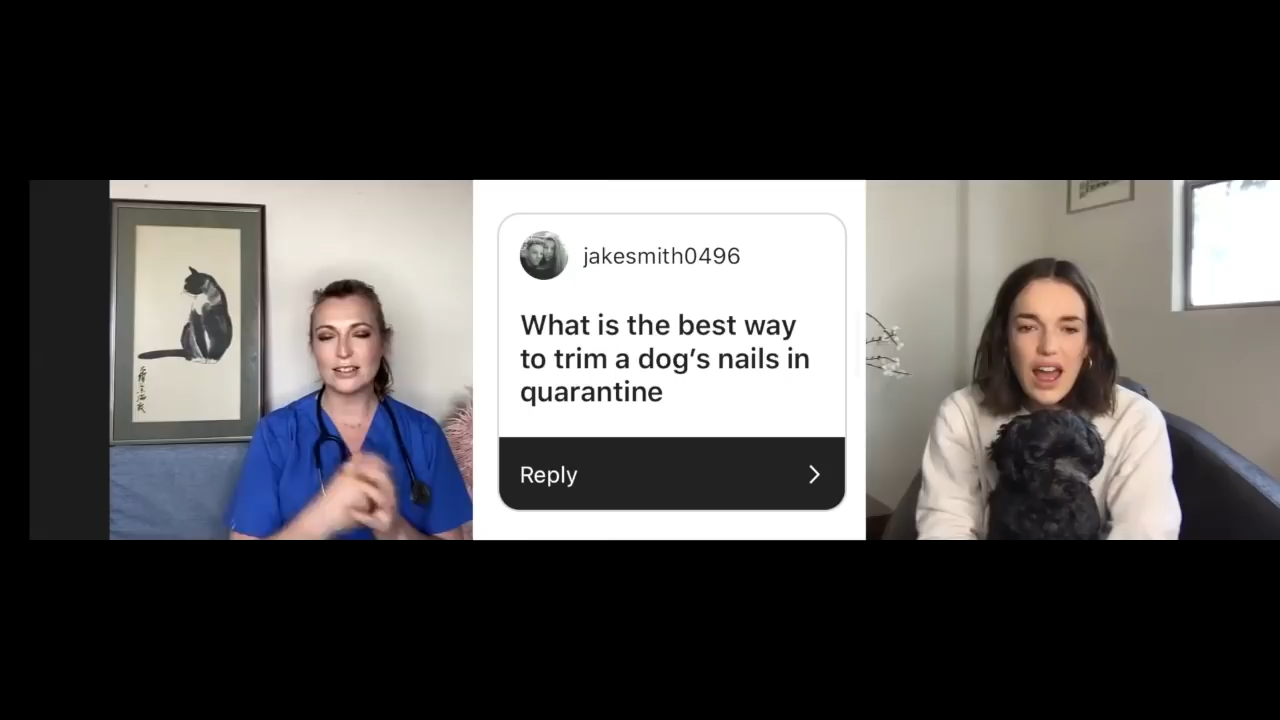 jakesmith0496
What is the best way
to trim a dog's nails in
quarantine
Reply